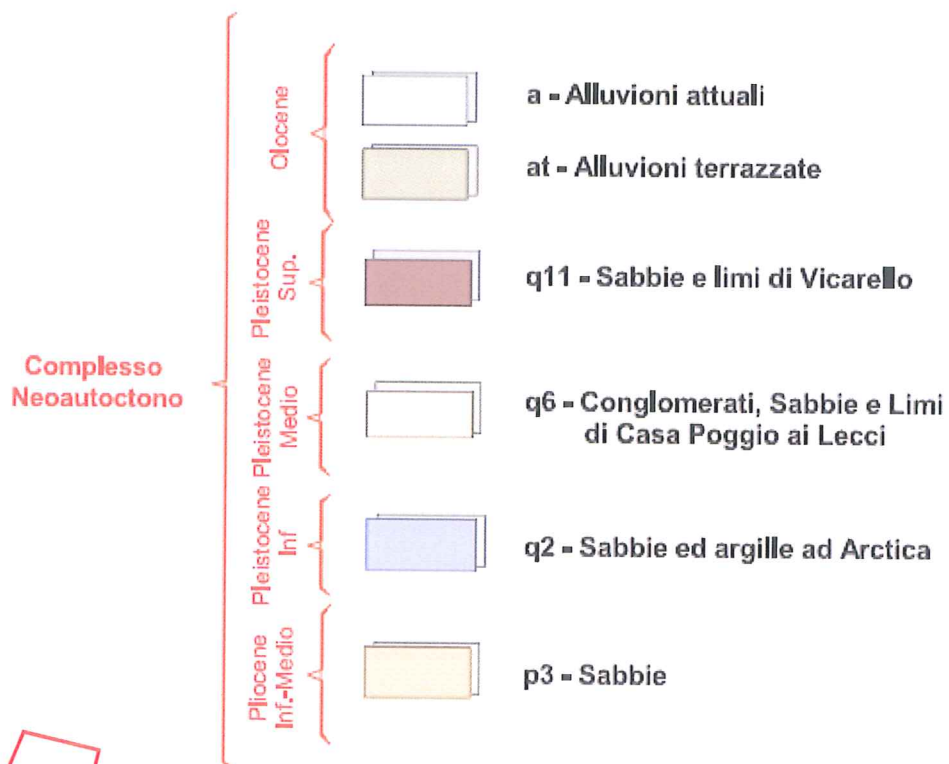 Complesso
Neoautoctono
Olocene
a - Alluvioni attuali
at - Alluvioni terrazzate
Pleistocene
Sup.
q11 - Sabbie e limi di Vicarello
Pleistocene
Medio
q6 - Conglomerati, Sabbie e Limi
di Casa Poggio ai Lecci
Pleistocene
Inf
q2 - Sabbie ed argille ad Arctica
Pliocene
Inf.-Medio
p3 - Sabbie